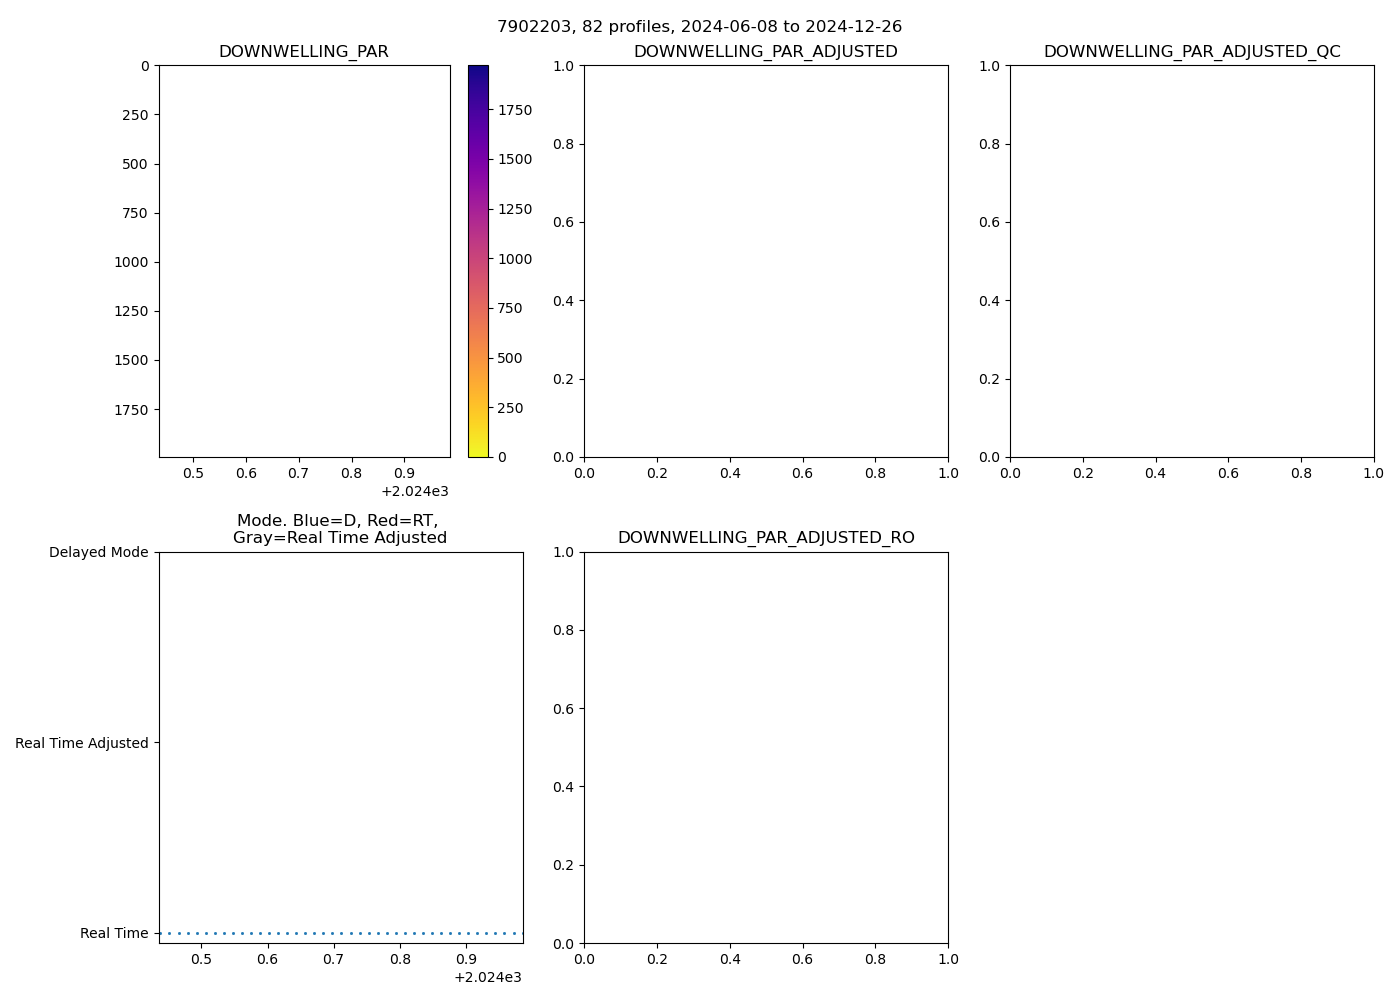 7902203, 82 profiles, 2024-06-08 to 2024-12-26
DOWNWELLING_PAR
0
250
500
750
1000
1250
1500
1750
0.5 0.6 0.7 0.8 0.9
+2.024e3
1750
1500
1250
1000
750
500
250
0
DOWNWELLING_PAR_ADJUSTED
1.0
0.8
0.6
0.4
0.2
0.0
0.0 0.2 0.4 0.6 0.8 1.0
DOWNWELLING_PAR_ADJUSTED_QC
1.0
0.8
0.6
0.4
0.2
0.0
0.0 0.2 0.4 0.6 0.8 1.0
Mode. Blue=D, Red=RT,
Gray=Real Time Adjusted
Delayed Mode
Real Time Adjusted
Real Time
0.5 0.6 0.7 0.8 0.9
+2.024e3
DOWNWELLING_PAR_ADJUSTED_RO
1.0
0.8
0.6
0.4
0.2
0.0
0.0 0.2 0.4 0.6 0.8 1.0